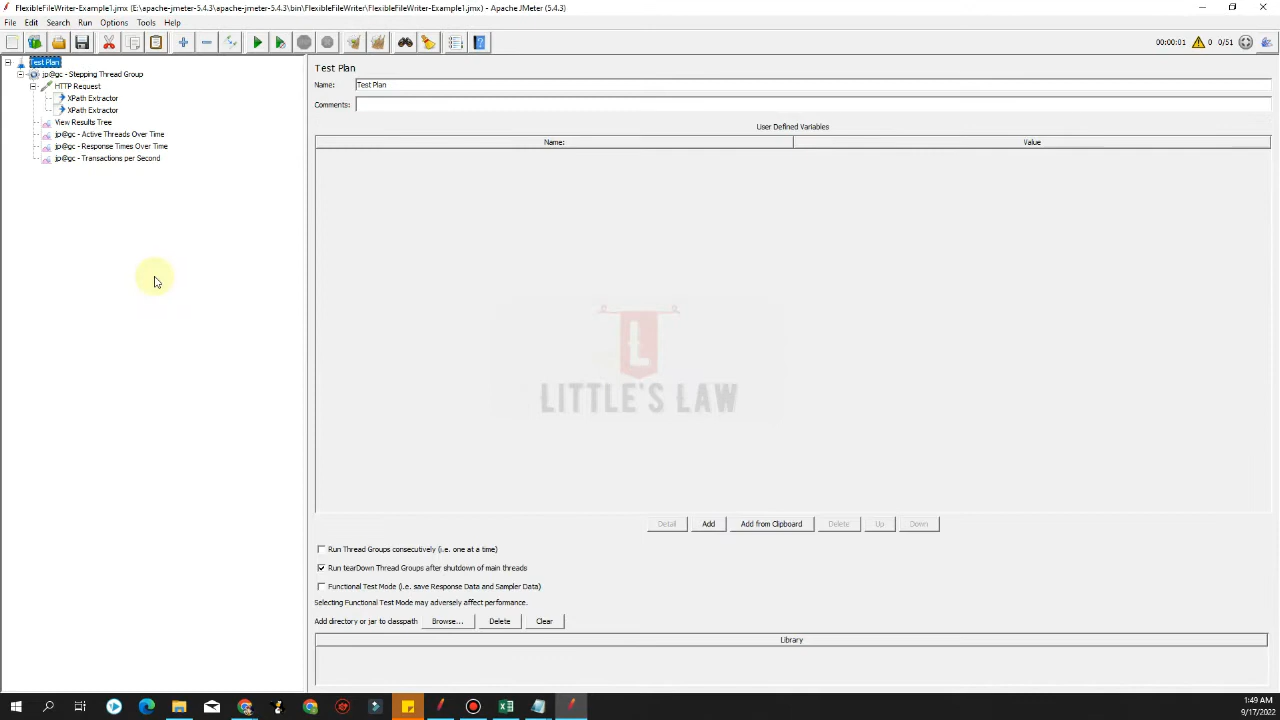 FlexibleFileWriter-Example1.jmx (E:\apache-jmeter-5.4.3\apache-jmeter-5.4.3\bin\FlexibleFileWriter\FlexibleFileWriter-Example1.jmx) - Apache JMeter (5.4.3)
File Edit Search Run Options Tools Help
00:00:01 0 0/51
Test Plan
jp@gc - Stepping Thread Group
HTTP Request
XPath Extractor
XPath Extractor
View Results Tree
jp@gc - Active Threads Over Time
jp@gc - Response Times Over Time
jp@gc - Transactions per Second
Test Plan
Name: Test Plan
Comments:
User Defined Variables
Name: Value
L
LITTLE'S LAW
Detail Add Add from Clipboard Delete Up Down
Run Thread Groups consecutively (i.e. one at a time)
Run tearDown Thread Groups after shutdown of main threads
Functional Test Mode (i.e. save Response Data and Sampler Data)
Selecting Functional Test Mode may adversely affect performance.
Add directory or jar to classpath Browse... Delete Clear
Library
1:49 AM
9/17/2022